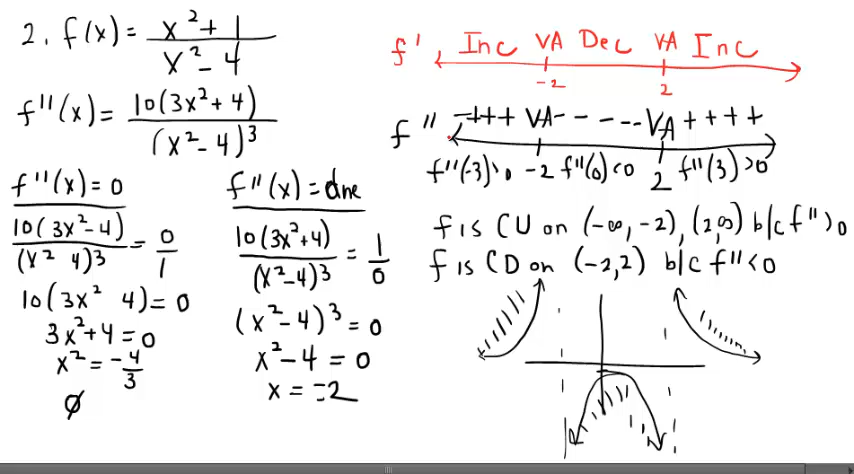 2. f(x) = x²+1 / x²-4
f''(x) = 10(3x²+4) / (x²-4)³
f''(x) = 0
10(3x²-4) / (x² 4)³ = 0/1
10(3x² 4) = 0
3x²+4 = 0
x² = -4/3
∅
f''(x) = dne
10(3x²+4) / (x²-4)³ = 1/0
(x²-4)³ = 0
x²-4 = 0
x = -2
f' Inc VA Dec VA Inc
-2 2
f'' -+++ VA - - - -- VA ++++
f''(-3)>0 -2 f''(0)<0 2 f''(3)>0
f is CU on (-∞,-2), (2,∞) b/c f''>0
f is CD on (-2,2) b/c f''<0